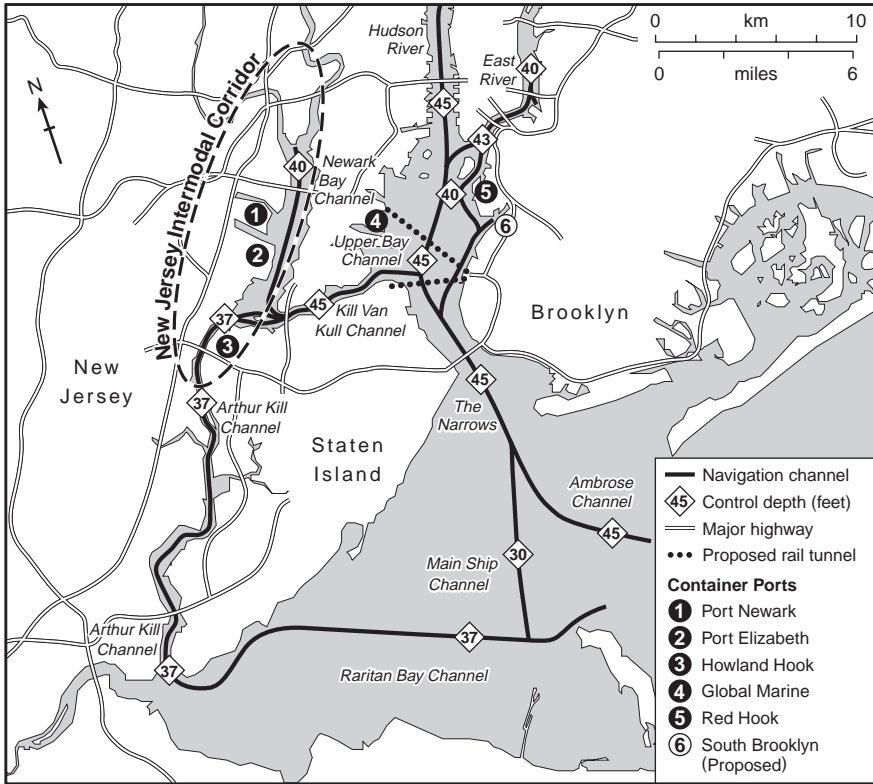 Hudson
River
East
River
0 km 10
0 miles 6
N
40
45
43
New Jersey Intermodal Corridor
40
Newark
Bay
Channel
40
5
1
4
6
2
Upper Bay
Channel
45
45
Kill Van
Kull Channel
37
3
Brooklyn
New
Jersey
45
37
Arthur Kill
Channel
The
Narrows
Staten
Island
Ambrose
Channel
45
30
Main Ship
Channel
Arthur Kill
Channel
37
37
Raritan Bay Channel
Navigation channel
45 Control depth (feet)
Major highway
Proposed rail tunnel
Container Ports
1 Port Newark
2 Port Elizabeth
3 Howland Hook
4 Global Marine
5 Red Hook
6 South Brooklyn
(Proposed)